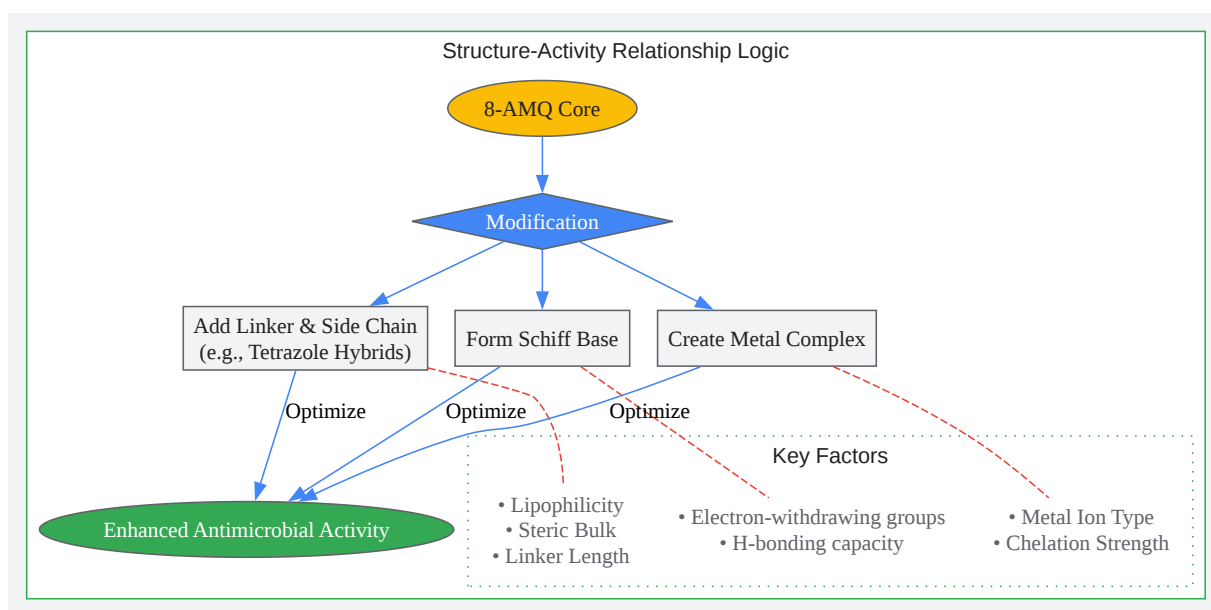 Structure-Activity Relationship Logic
8-AMQ Core
Modification
Add Linker & Side Chain
(e.g., Tetrazole Hybrids)
Form Schiff Base
Create Metal Complex
Optimize
Optimize
Optimize
Key Factors
Enhanced Antimicrobial Activity
• Lipophilicity
• Steric Bulk
• Linker Length
• Electron-withdrawing groups
• H-bonding capacity
• Metal Ion Type
• Chelation Strength